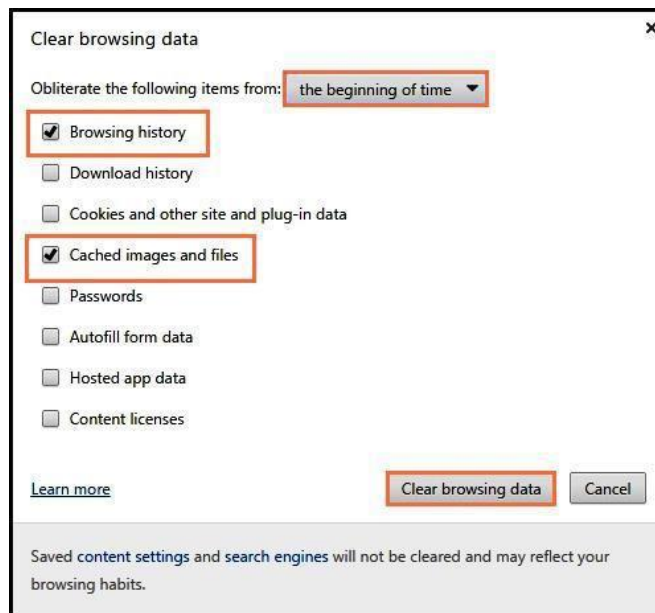 Clear browsing data
Obliterate the following items from: the beginning of time
Browsing history
Download history
Cookies and other site and plug-in data
Cached images and files
Passwords
Autofill form data
Hosted app data
Content licenses
Learn more Clear browsing data Cancel
Saved content settings and search engines will not be cleared and may reflect your
browsing habits.